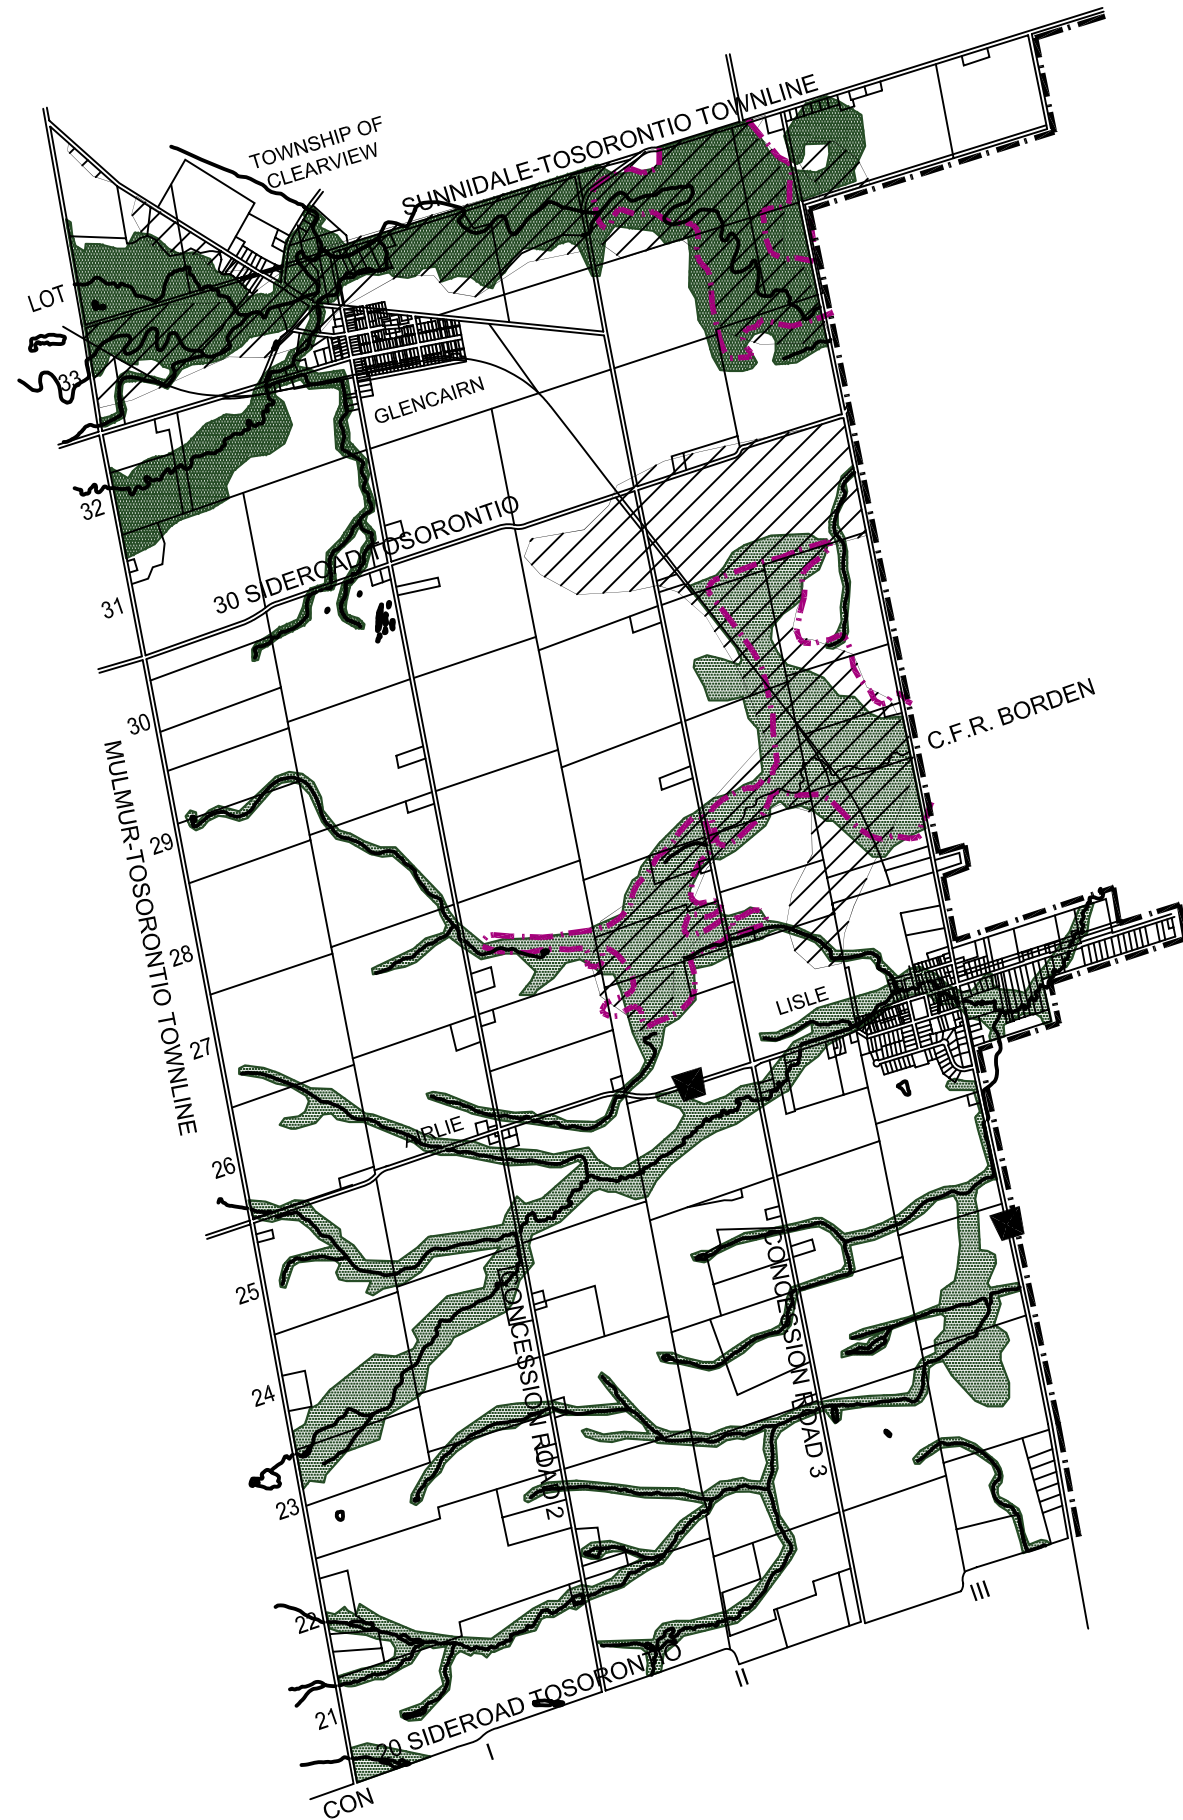 TOWNSHIP OF
CLEARVIEW
SUNNIDALE-TOSORONTIO TOWNLINE
LOT
33
GLENCAIRN
32
30 SIDEROAD TOSORONTIO
31
30
C.F.R. BORDEN
MULMUR-TOSORONTIO TOWNLINE
29
28
LISLE
27
AIRLIE
26
25
CONCESSION ROAD 2
CONCESSION ROAD 3
24
23
22
III
II
21
20 SIDEROAD TOSORONTIO
I
CON